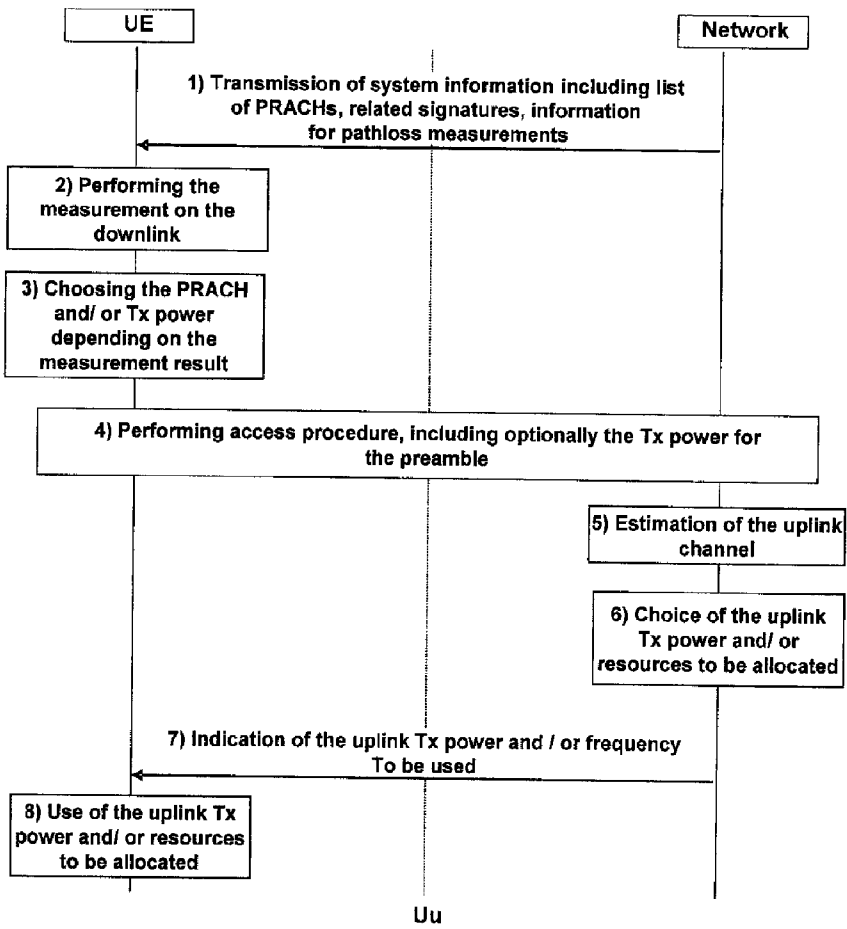 UE
Network
1) Transmission of system information including list
of PRACHs, related signatures, information
for pathloss measurements
2) Performing the
measurement on the
downlink
3) Choosing the PRACH
and/ or Tx power
depending on the
measurement result
4) Performing access procedure, including optionally the Tx power for
the preamble
5) Estimation of the uplink
channel
6) Choice of the uplink
Tx power and/ or
resources to be allocated
7) Indication of the uplink Tx power and / or frequency
To be used
8) Use of the uplink Tx
power and/ or resources
to be allocated
Uu